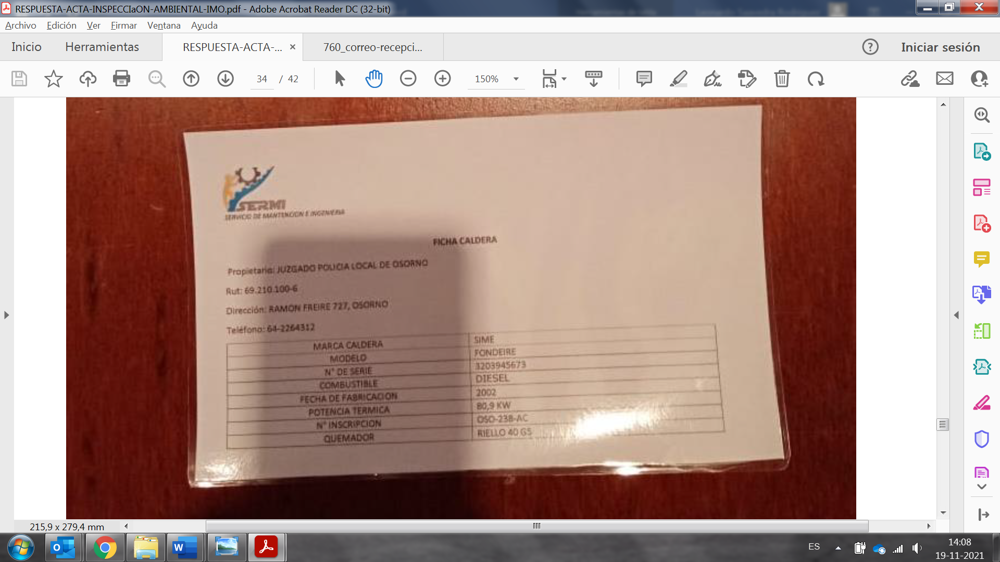 RESPUESTA-ACTA-INSPECCIaON-AMBIENTAL-IMO.pdf - Adobe Acrobat Reader DC (32-bit)
Archivo Edición Ver Firmar Ventana Ayuda
Inicio Herramientas RESPUESTA-ACTA-... × 760_correo-recepci... Iniciar sesión
34 / 42 150%
SERMI
SERVICIO DE MANTENCION E INGENIERIA
FICHA CALDERA
Propietario: JUZGADO POLICIA LOCAL DE OSORNO
Rut: 69.210.100-6
Dirección: RAMON FREIRE 727, OSORNO
Teléfono: 64-2264312
MARCA CALDERA SIME
MODELO FONDEIRE
N° DE SERIE 3203945673
COMBUSTIBLE DIESEL
FECHA DE FABRICACION 2002
POTENCIA TERMICA 80,9 KW
N° INSCRIPCION OSO-238-AC
QUEMADOR RIELLO 40 G5
215,9 x 279,4 mm
ES 14:08
19-11-2021